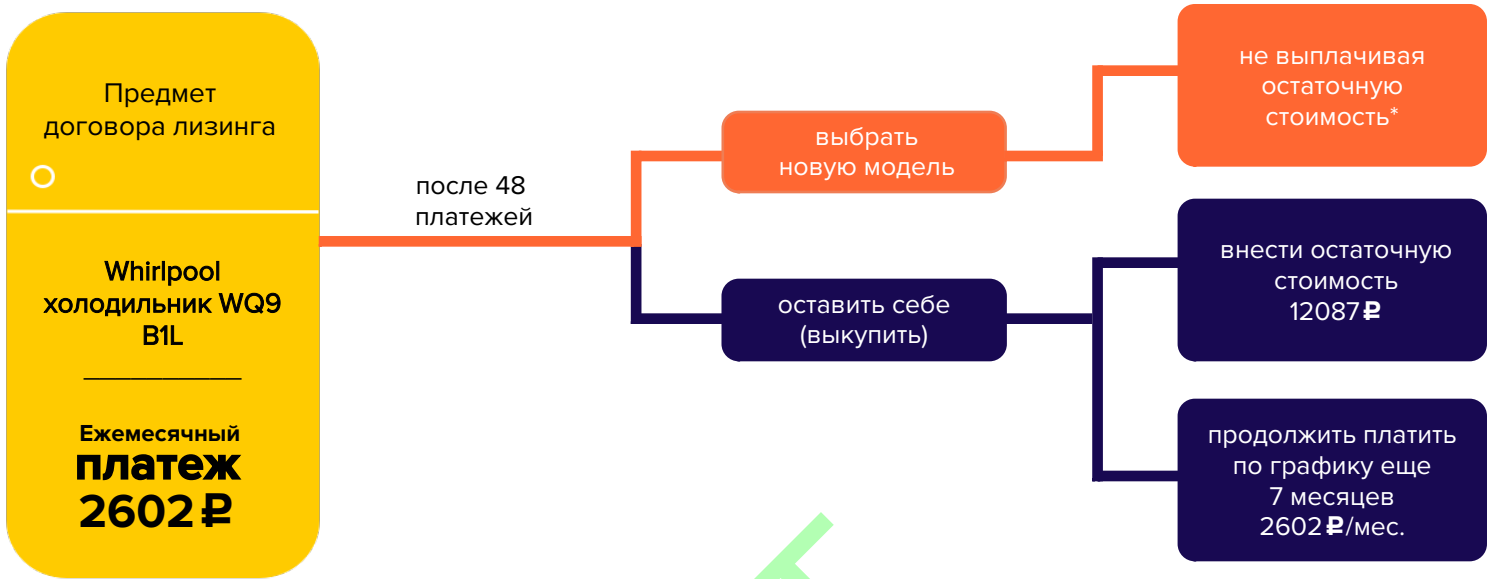 Предмет
договора лизинга
Whirlpool
холодильник WQ9
B1L
Ежемесячный
платеж
2602 ₽
после 48
платежей
выбрать
новую модель
оставить себе
(выкупить)
не выплачивая
остаточную
стоимость*
внести остаточную
стоимость
12087 ₽
продолжить платить
по графику еще
7 месяцев
2602 ₽/мес.